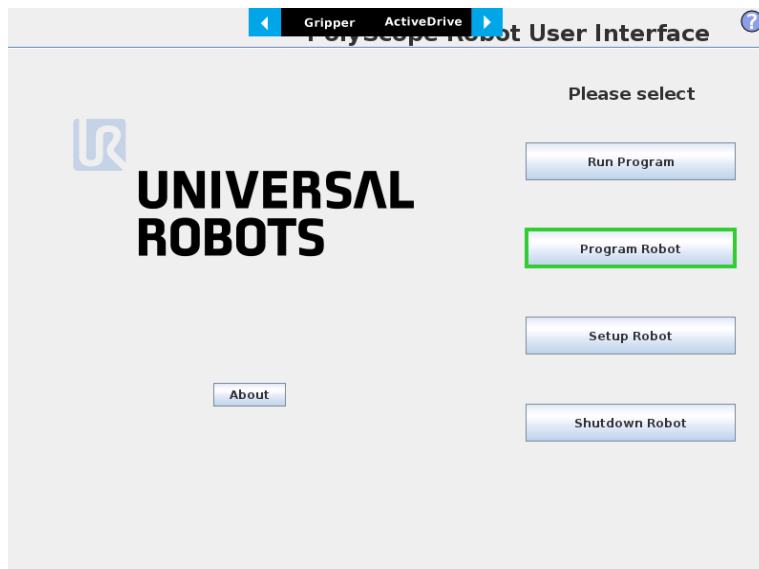 Gripper ActiveDrive
PolyScope Robot User Interface
?
Please select
UR
UNIVERSAL
ROBOTS
Run Program
Program Robot
Setup Robot
About
Shutdown Robot